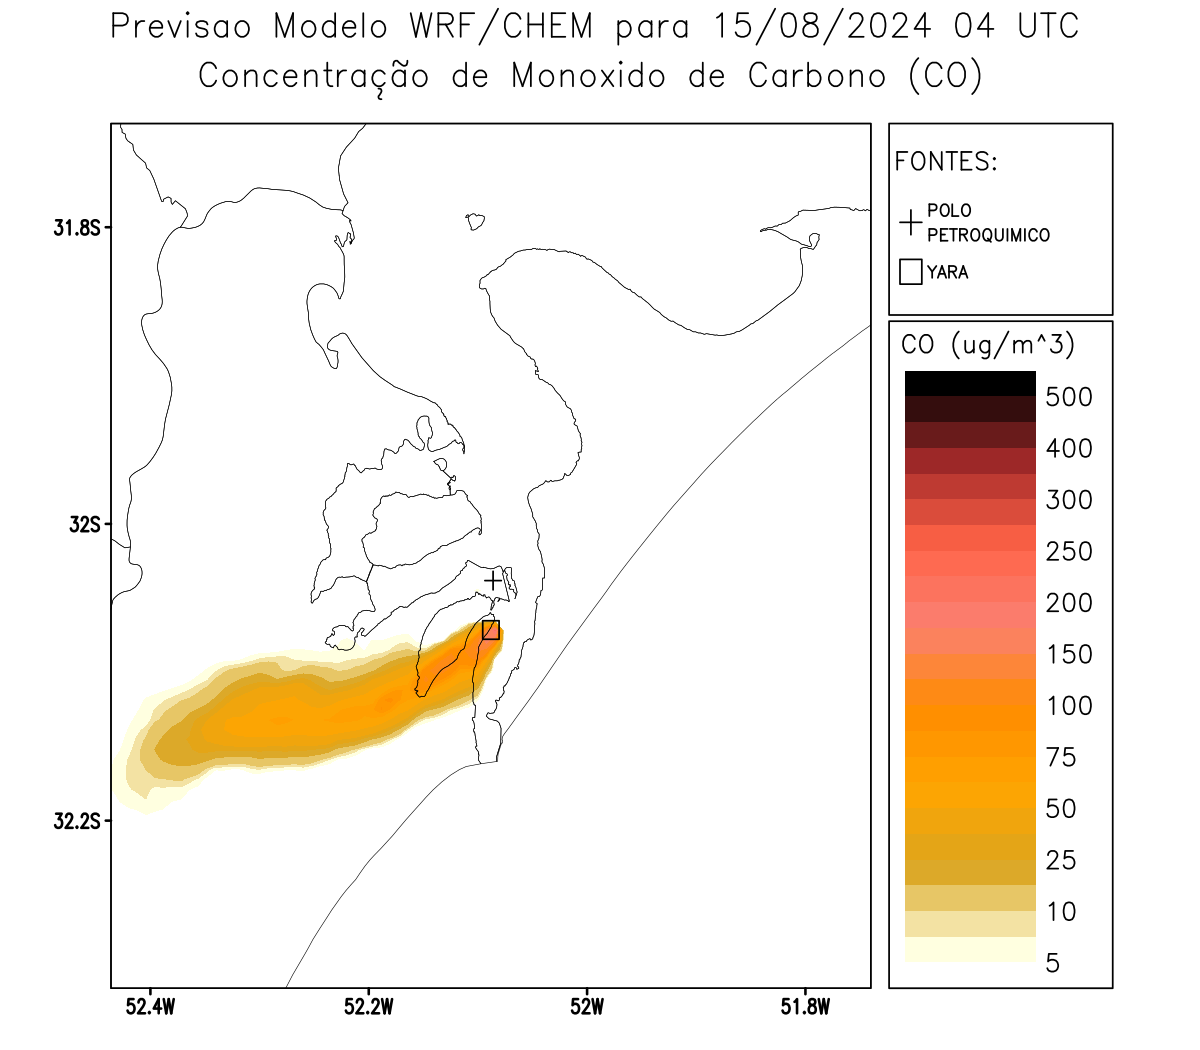 Previsao Modelo WRF/CHEM para 15/08/2024 04 UTC
Concentração de Monoxido de Carbono (CO)
FONTES:
POLO
PETROQUIMICO
YARA
CO (ug/m^3)
500
400
300
250
200
150
100
75
50
25
10
5
31.8S
32S
32.2S
52.4W
52.2W
52W
51.8W